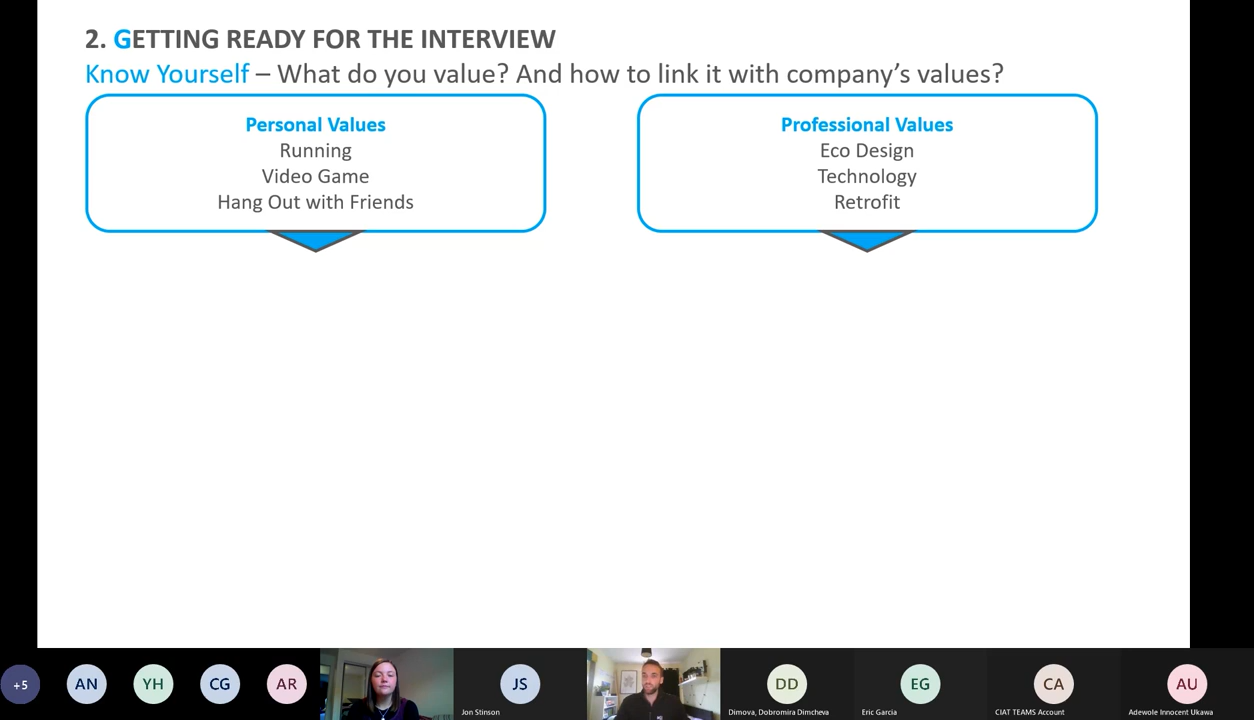 2. GETTING READY FOR THE INTERVIEW
Know Yourself – What do you value? And how to link it with company's values?
Personal Values
Running
Video Game
Hang Out with Friends
Professional Values
Eco Design
Technology
Retrofit
+5
AN
YH
CG
AR
JS
Jon Stinson
DD
Dimova, Dobromira Dimcheva
EG
Eric Garcia
CA
CIAT TEAMS Account
AU
Adewole Innocent Ukawa